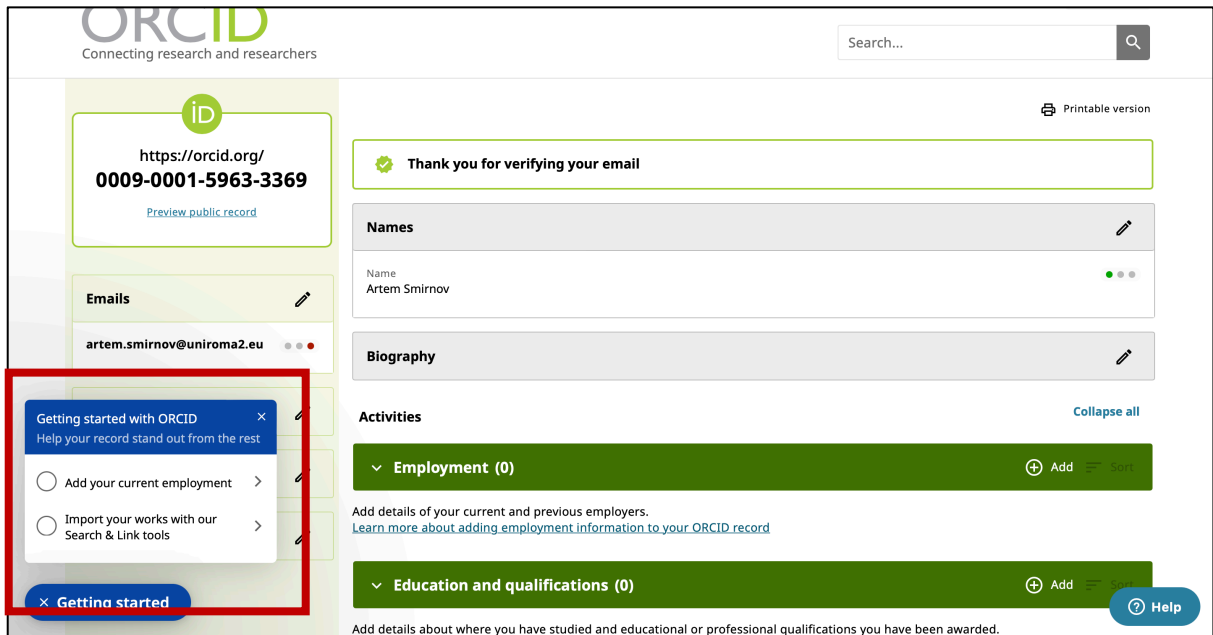 ORCID
Connecting research and researchers
Search...
iD
https://orcid.org/
0009-0001-5963-3369
Preview public record
Printable version
Thank you for verifying your email
Names
Name
Artem Smirnov
Emails
artem.smirnov@uniroma2.eu
Biography
Getting started with ORCID
Help your record stand out from the rest
Add your current employment
Import your works with our
Search & Link tools
× Getting started
Activities
Collapse all
Employment (0)
Add
Sort
Add details of your current and previous employers.
Learn more about adding employment information to your ORCID record
Education and qualifications (0)
Add
Sort
Help
Add details about where you have studied and educational or professional qualifications you have been awarded.